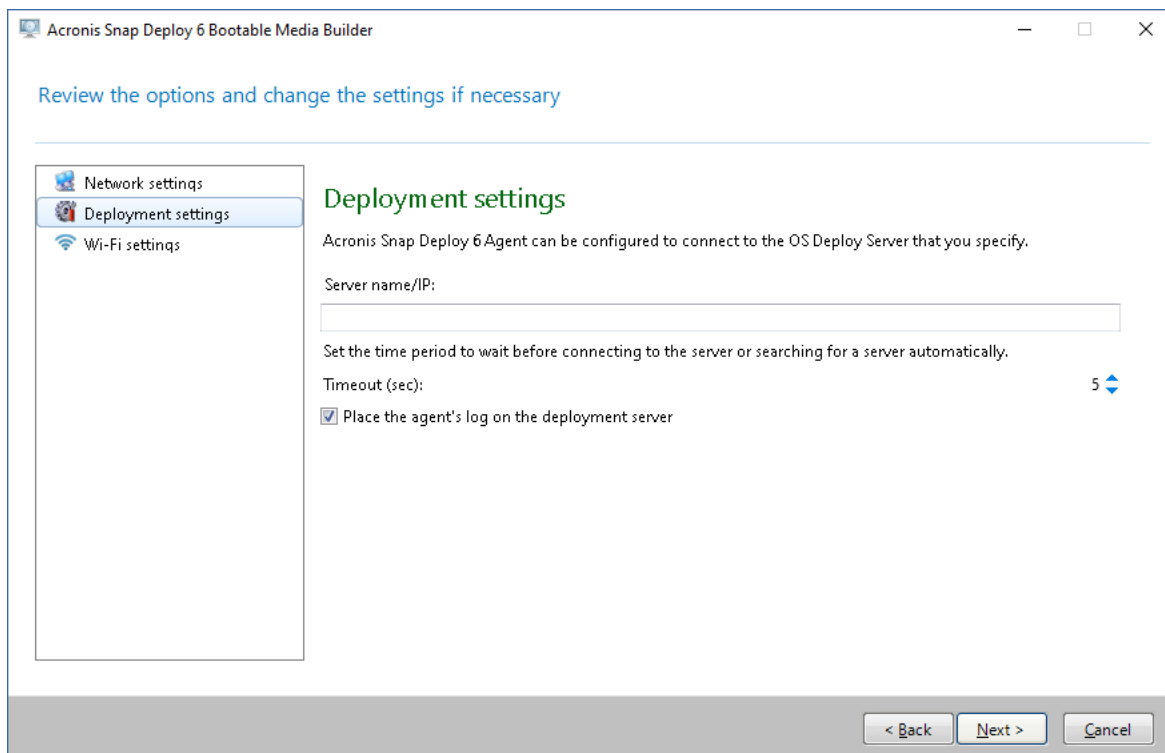 Acronis Snap Deploy 6 Bootable Media Builder
Review the options and change the settings if necessary
Network settings
Deployment settings
Wi-Fi settings
Deployment settings
Acronis Snap Deploy 6 Agent can be configured to connect to the OS Deploy Server that you specify.
Server name/IP:
Set the time period to wait before connecting to the server or searching for a server automatically.
Timeout (sec): 5
Place the agent's log on the deployment server
< Back Next > Cancel